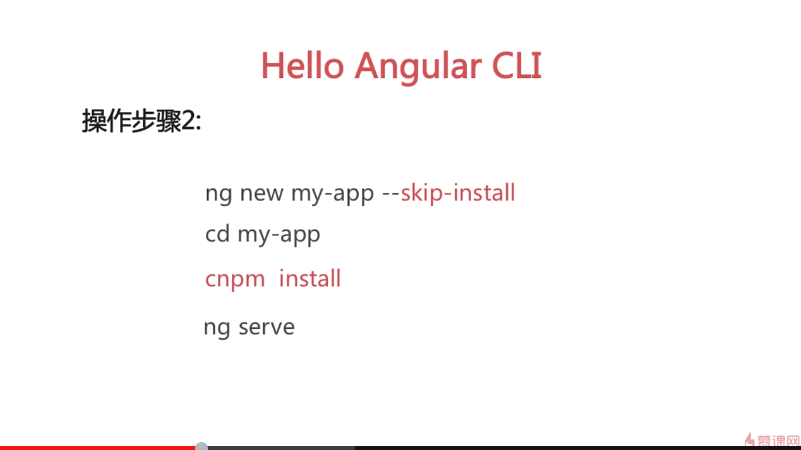 Hello Angular CLI
操作步骤2:
ng new my-app --skip-install
cd my-app
cnpm  install
ng serve
慕课网